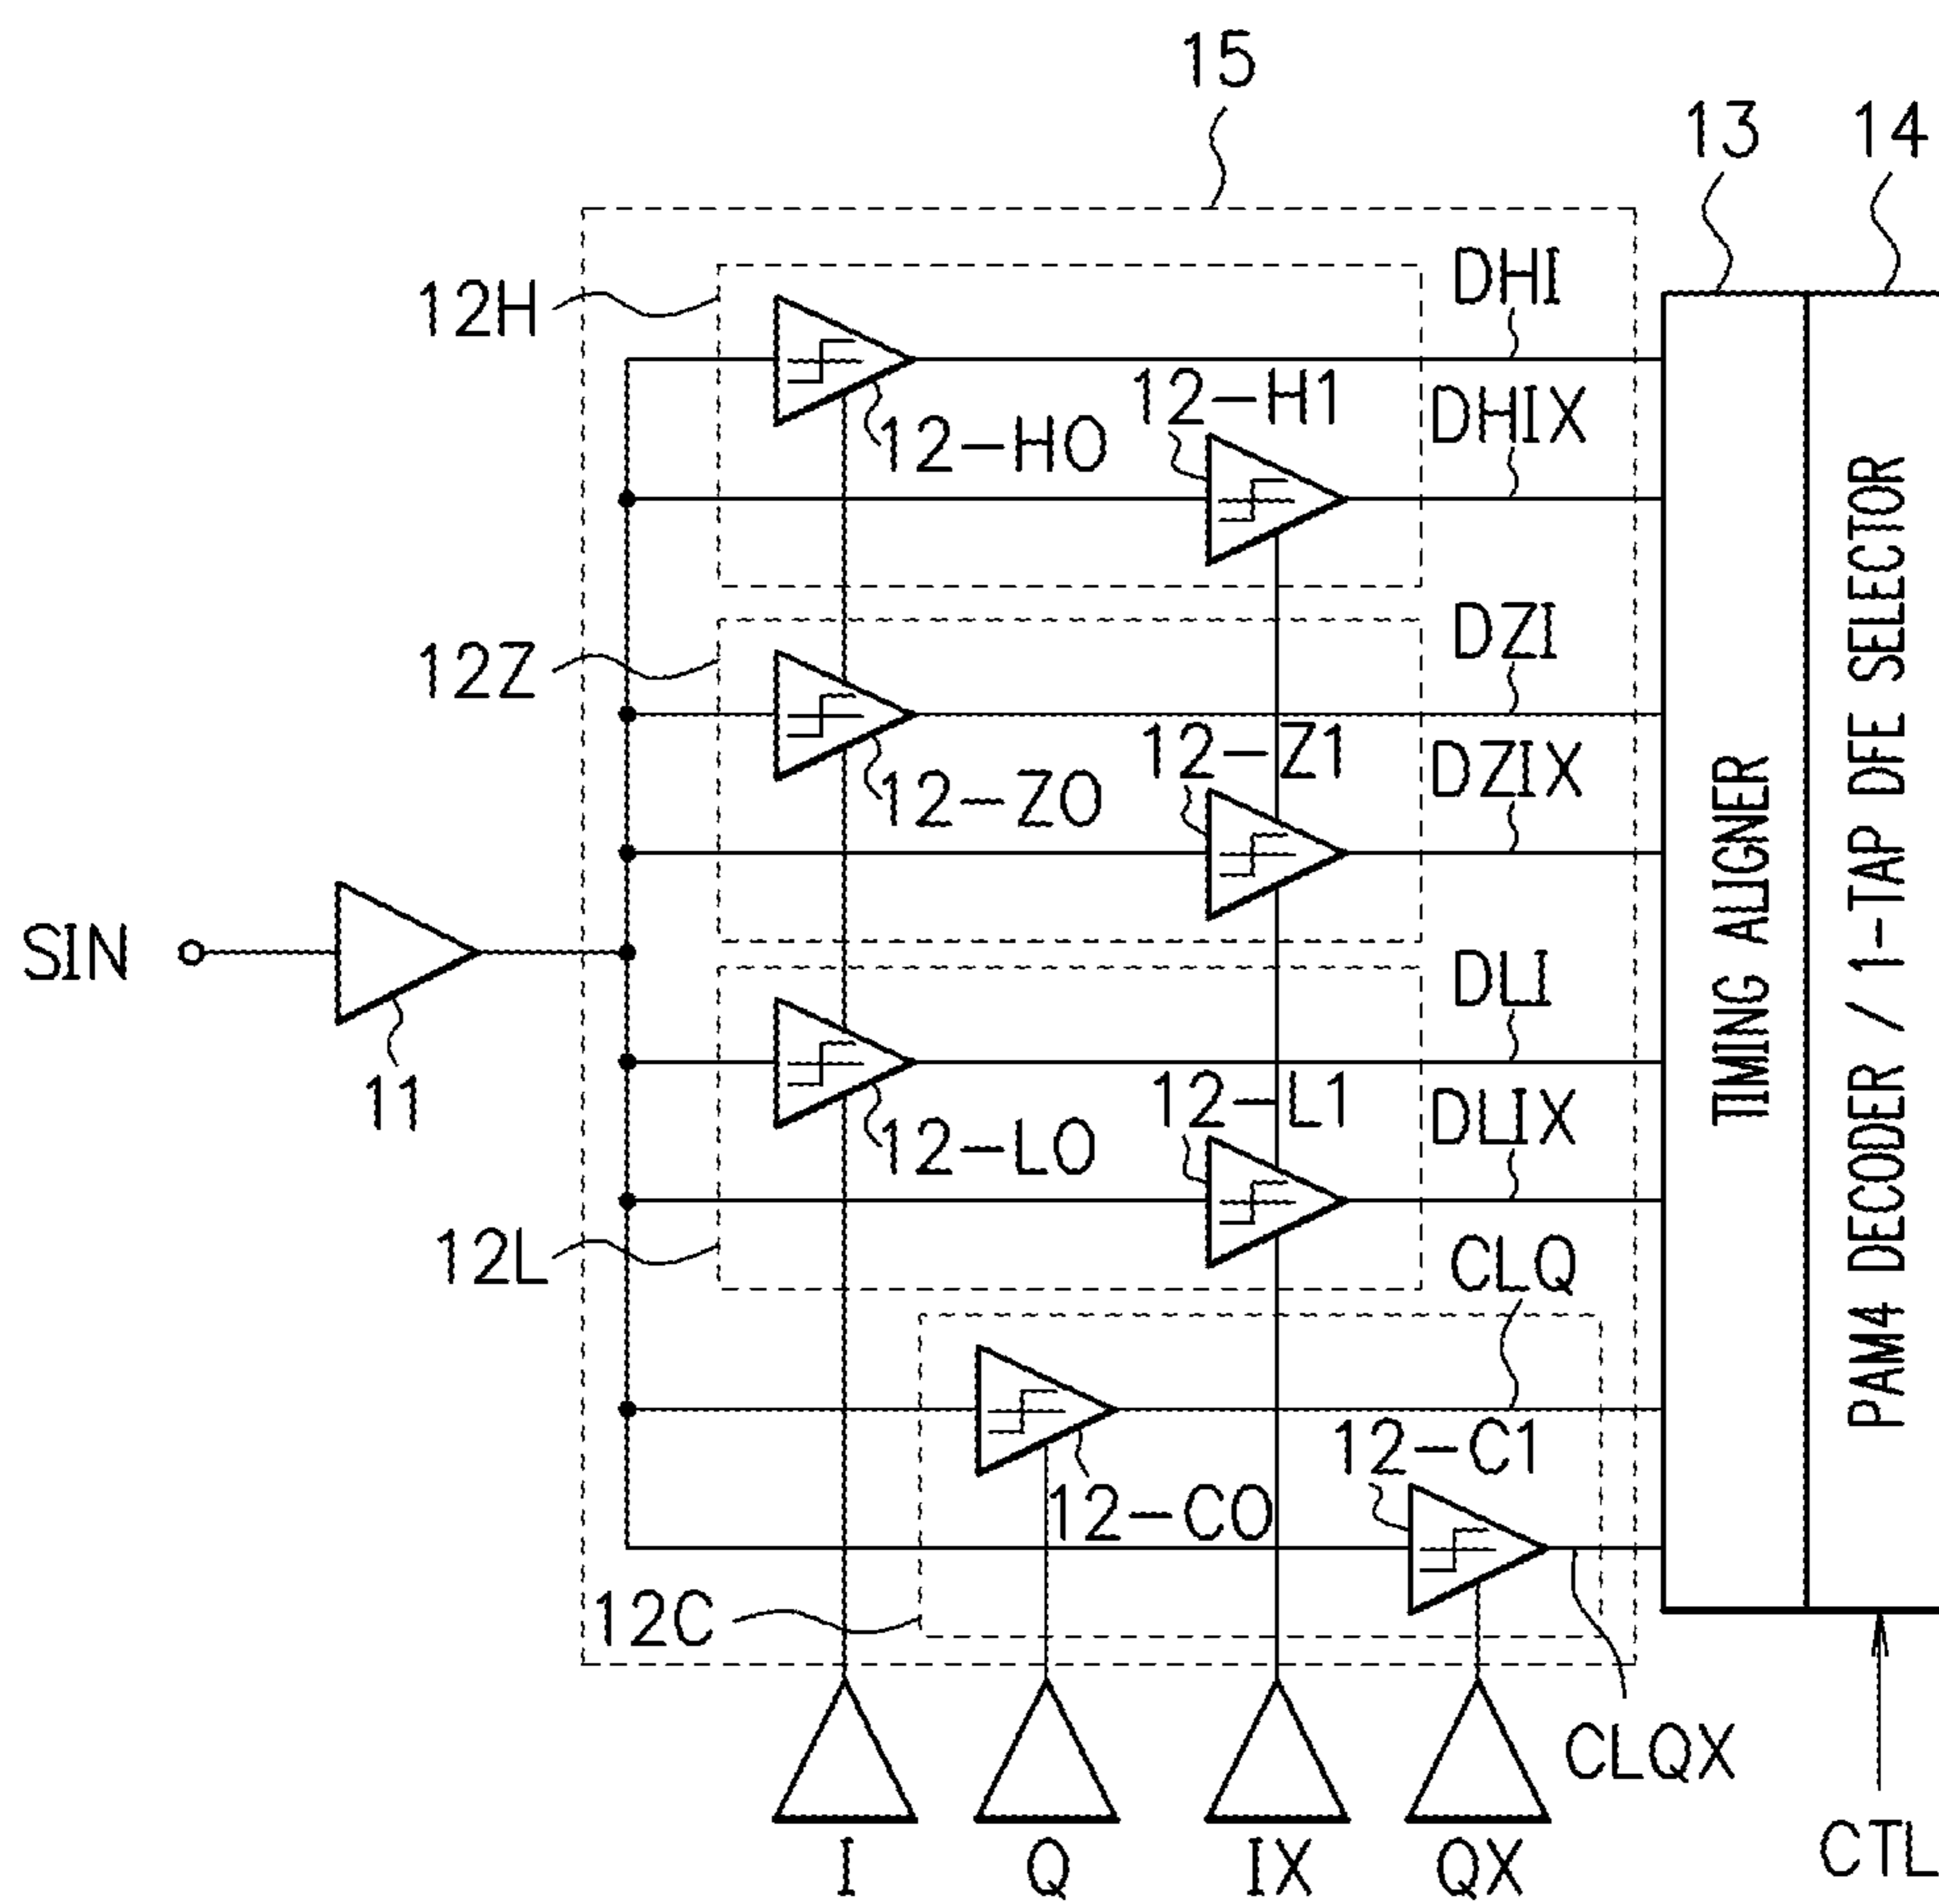 15
13
14
12H
DHI
12-H0
12-H1
DHIX
12Z
DZI
12-Z0
12-Z1
DZIX
SIN
11
DLI
12-L0
12-L1
DLIX
12L
CLQ
12-C0
12-C1
12C
CLQX
TIMING ALIGNER
PAM4 DECODER / 1-TAP DFE SELECTOR
I
Q
IX
QX
CTL